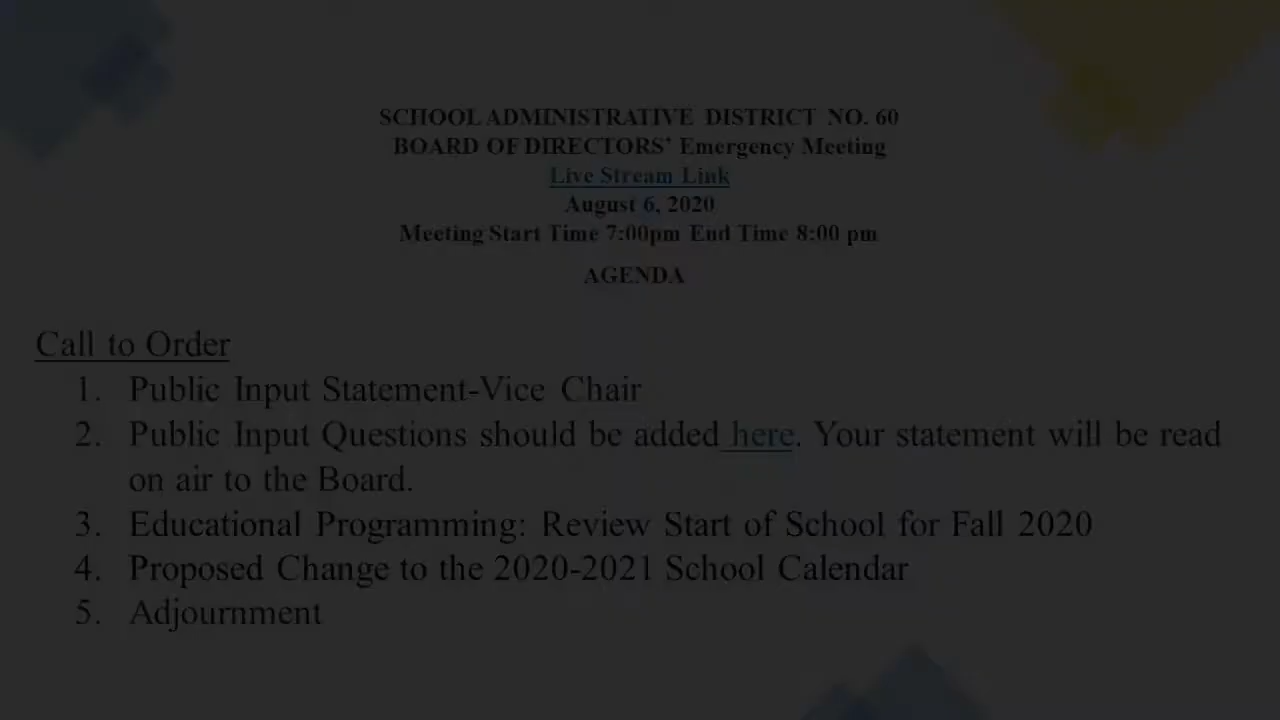 SCHOOL ADMINISTRATIVE DISTRICT NO. 60
BOARD OF DIRECTORS' Emergency Meeting
Live Stream Link
August 6, 2020
Meeting Start Time 7:00pm End Time 8:00 pm
AGENDA
Call to Order
1. Public Input Statement-Vice Chair
2. Public Input Questions should be added here. Your statement will be read
on air to the Board.
3. Educational Programming: Review Start of School for Fall 2020
4. Proposed Change to the 2020-2021 School Calendar
5. Adjournment